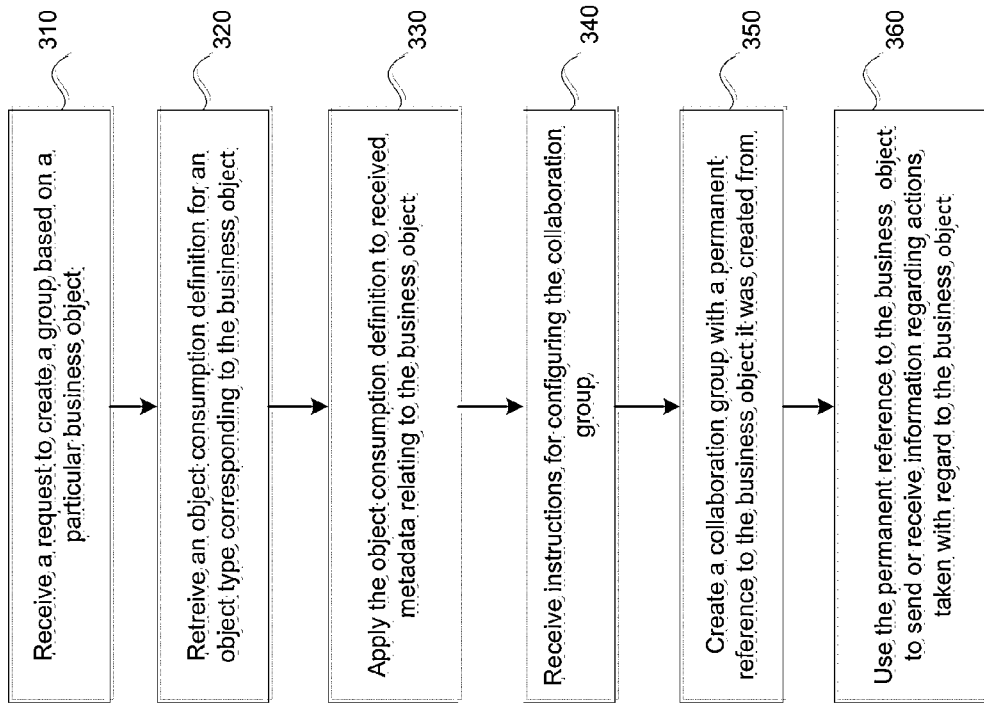 Receive a request to create a group based on a
particular business object
310
Retreive an object consumption definition for an
object type corresponding to the business object
320
Apply the object consumption definition to received
metadata relating to the business object
330
Receive instructions for configuring the collaboration
group
340
Create a collaboration group with a permanent
reference to the business object it was created from
350
Use the permanent reference to the business object
to send or receive information regarding actions
taken with regard to the business object
360